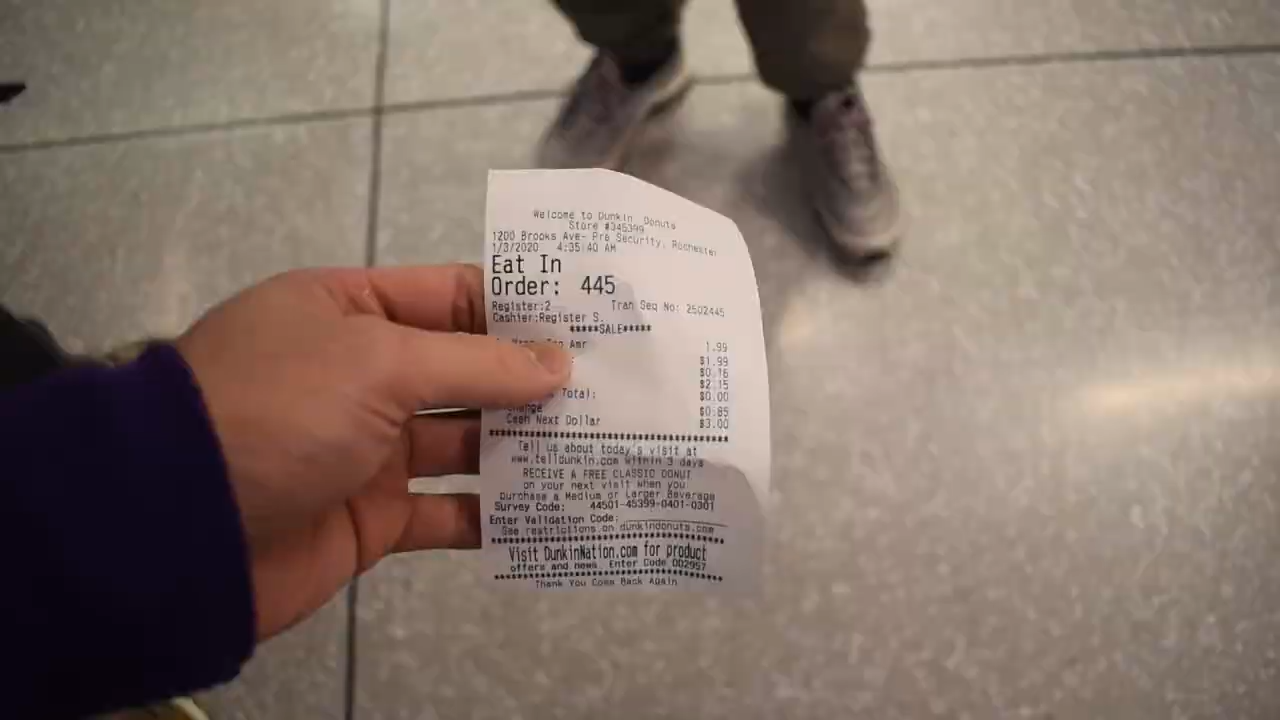 Welcome to Dunkin Donuts
Store #345399
1200 Brooks Ave- Pre Security, Rochester
1/3/2020 4:35:40 AM
Eat In
Order: 445
Register:2 Tran Seq No: 2502445
Cashier:Register S.
*****SALE*****
1.99
$1.99
$0.16
$2.15
Total: $0.00
Change $0.85
Cash Next Dollar $3.00
Tell us about today's visit at
www.telldunkin.com within 3 days
RECEIVE A FREE CLASSIC DONUT
on your next visit when you
purchase a Medium or Larger Beverage
Survey Code: 44501-45399-0401-0301
Enter Validation Code:
See restrictions on dunkindonuts.com
Visit DunkinNation.com for product
offers and news Enter Code 002957
Thank You Come Back Again